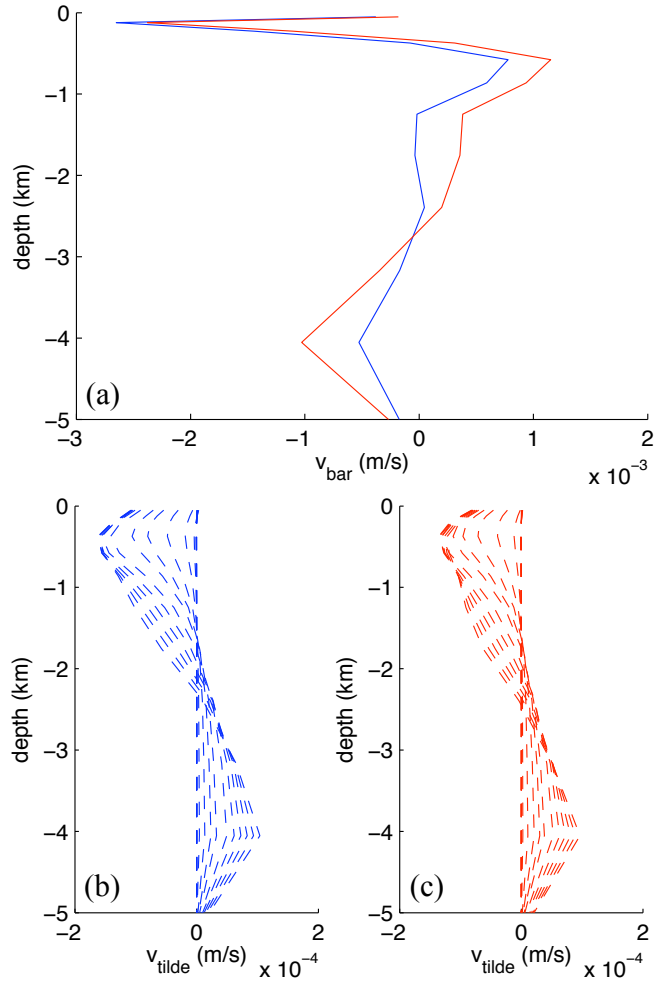 0
−1
−2
−3
−4
−5
depth (km)
(a)
−3 −2 −1 0 1 2
v_bar (m/s)
x 10^−3
0
−1
−2
−3
−4
−5
depth (km)
(b)
−2 0 2
v_tilde (m/s)
x 10^−4
0
−1
−2
−3
−4
−5
depth (km)
(c)
−2 0 2
v_tilde (m/s)
x 10^−4